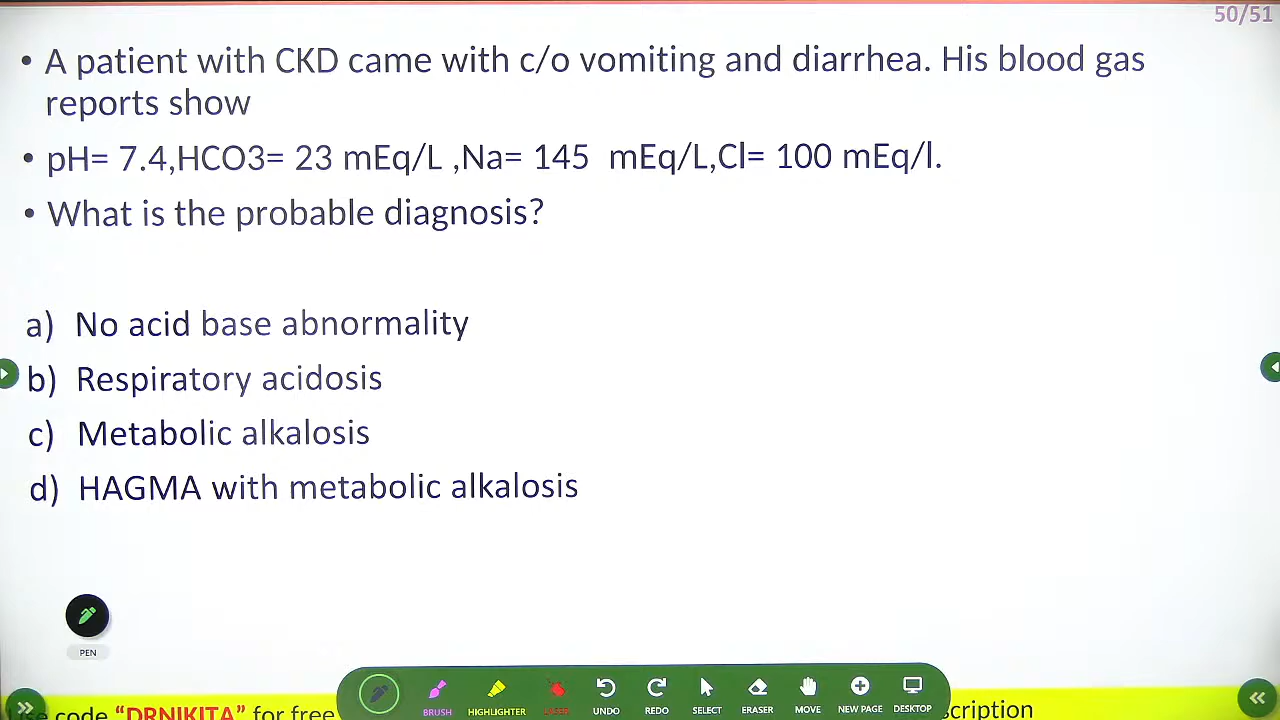 50/51
• A patient with CKD came with c/o vomiting and diarrhea. His blood gas
reports show
• pH= 7.4,HCO3= 23 mEq/L ,Na= 145 mEq/L,Cl= 100 mEq/l.
• What is the probable diagnosis?
a) No acid base abnormality
b) Respiratory acidosis
c) Metabolic alkalosis
d) HAGMA with metabolic alkalosis
PEN
BRUSH HIGHLIGHTER LASER UNDO REDO SELECT ERASER MOVE NEW PAGE DESKTOP
code "DRNIKITA" for free